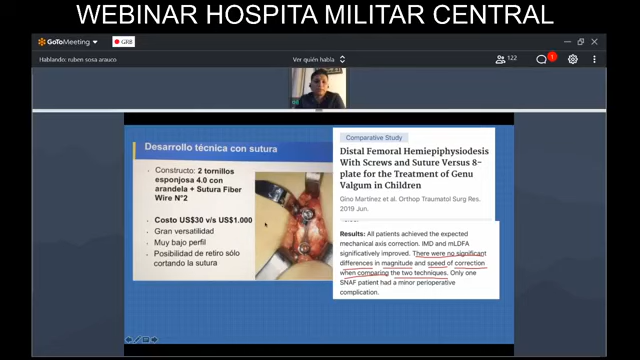 WEBINAR HOSPITA MILITAR CENTRAL
GoToMeeting
GRB
Hablando: ruben sosa arauco
Ver quién habla
122
1
Desarrollo técnica con sutura
Constructo: 2 tornillos
esponjosa 4.0 con
arandela + Sutura Fiber
Wire N°2
Costo US$30 v/s US$1.000
Gran versatilidad
Muy bajo perfil
Posibilidad de retiro sólo
cortando la sutura
Comparative Study
Distal Femoral Hemiepiphysiodesis
With Screws and Suture Versus 8-
plate for the Treatment of Genu
Valgum in Children
Gino Martínez et al. Orthop Traumatol Surg Res.
2019 Jun.
Results: All patients achieved the expected
mechanical axis correction. IMD and mLDFA
significantly improved. There were no significant
differences in magnitude and speed of correction
when comparing the two techniques. Only one
SNAF patient had a minor perioperative
complication.